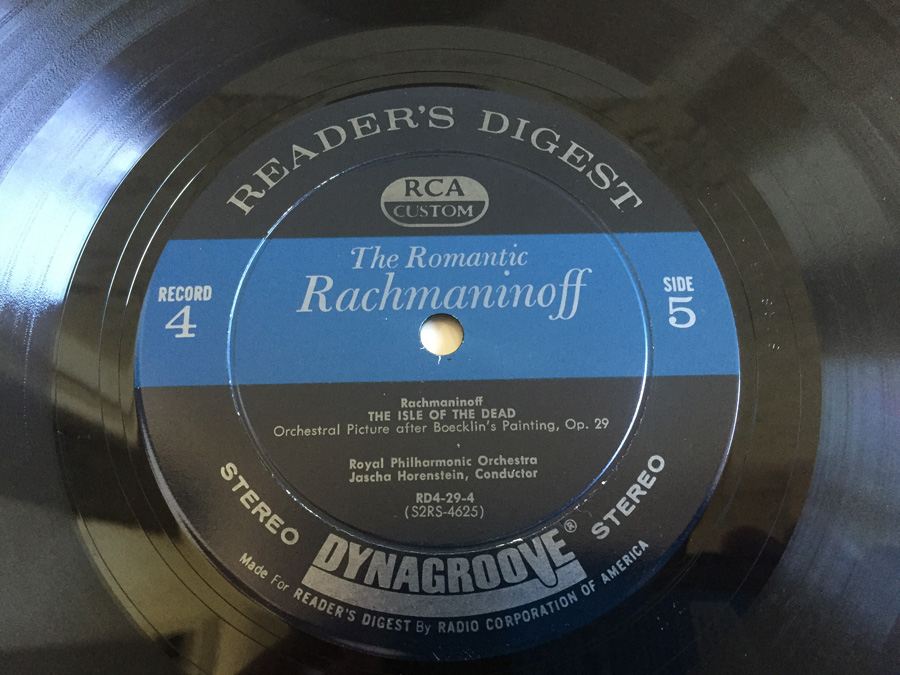 READER'S DIGEST
RCA
CUSTOM
The Romantic
Rachmaninoff
RECORD
4
SIDE
5
Rachmaninoff
THE ISLE OF THE DEAD
Orchestral Picture after Boecklin's Painting, Op. 29
Royal Philharmonic Orchestra
Jascha Horenstein, Conductor
RD4-29-4
(S2RS-4625)
STEREO
STEREO
DYNAGROOVE®
Made For READER'S DIGEST By RADIO CORPORATION OF AMERICA